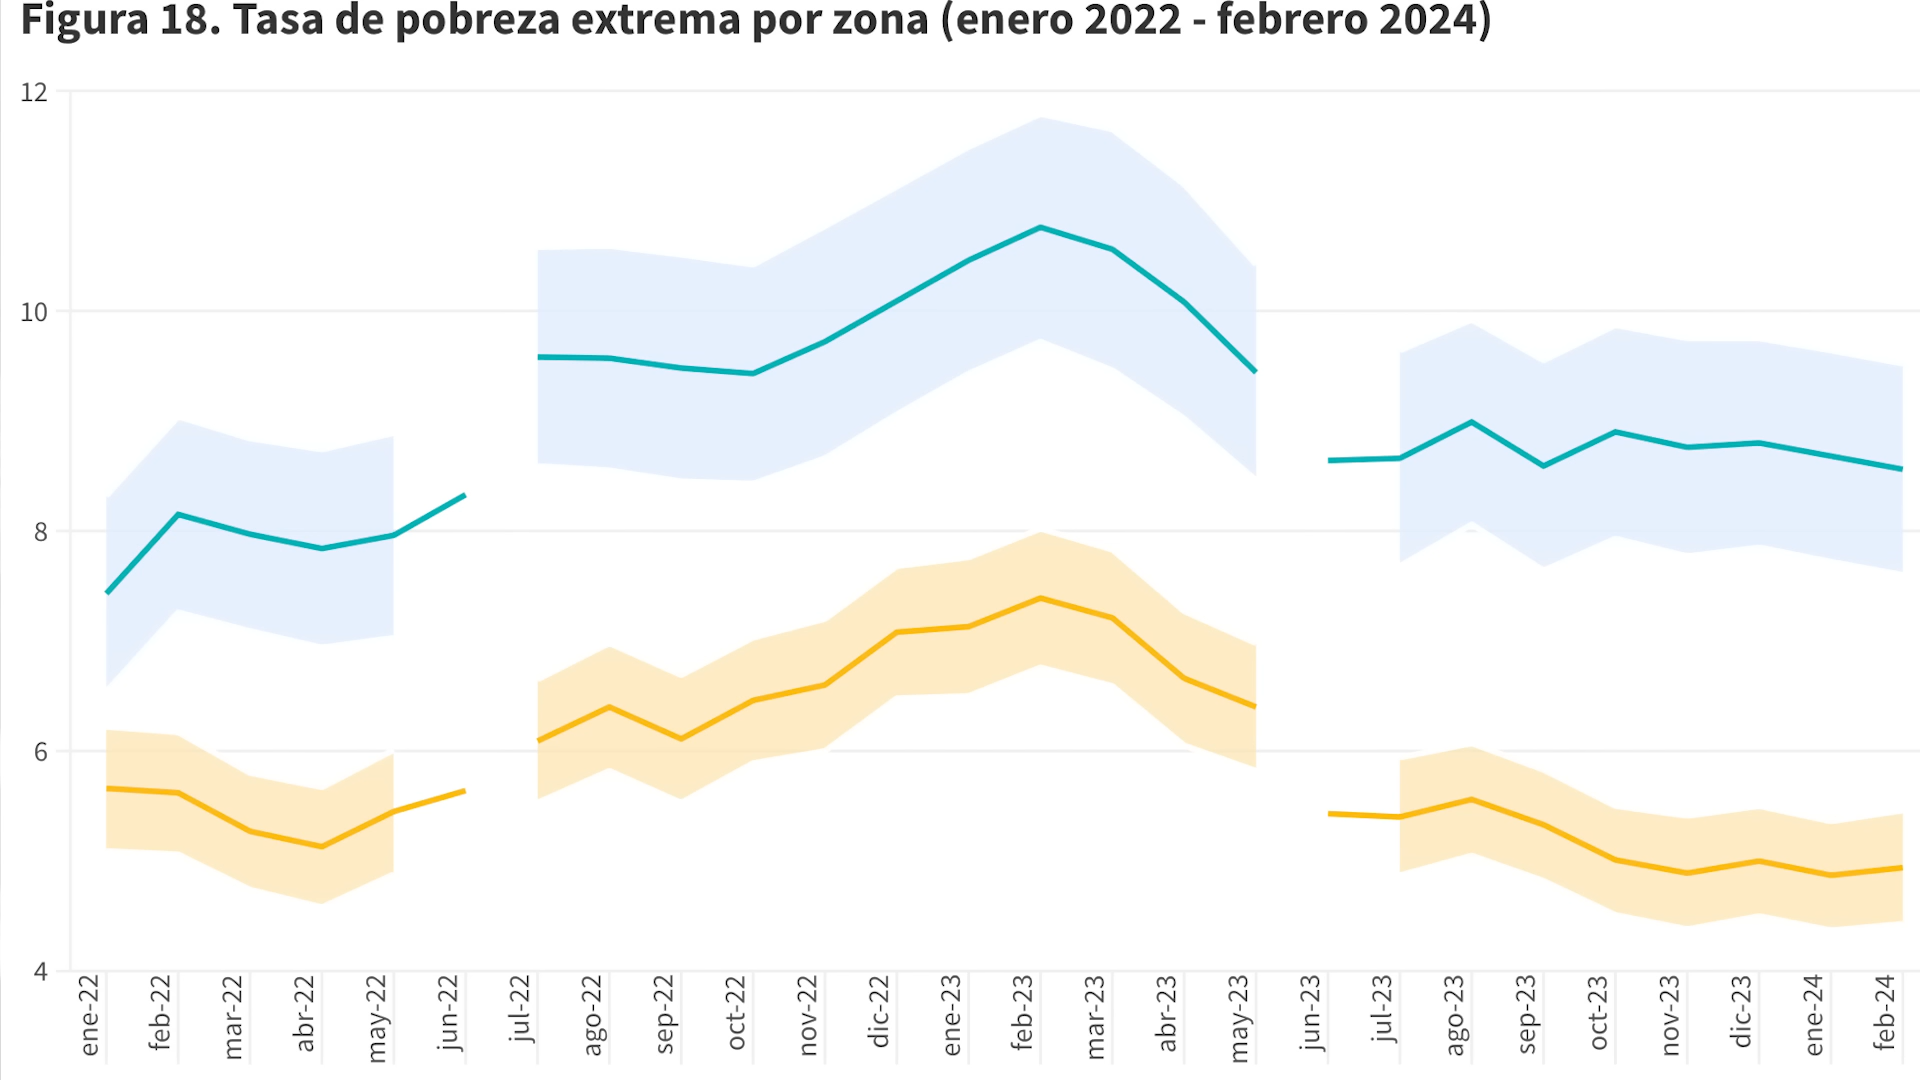 Figura 18. Tasa de pobreza extrema por zona (enero 2022 - febrero 2024)
12
10
8
6
4
ene-22
feb-22
mar-22
abr-22
may-22
jun-22
jul-22
ago-22
sep-22
oct-22
nov-22
dic-22
ene-23
feb-23
mar-23
abr-23
may-23
jun-23
jul-23
ago-23
sep-23
oct-23
nov-23
dic-23
ene-24
feb-24